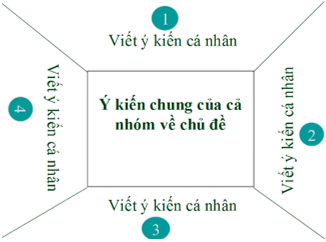 1
Viết ý kiến cá nhân
4
Viết ý kiến cá nhân
Ý kiến chung của cả
nhóm về chủ đề
Viết ý kiến cá nhân
2
Viết ý kiến cá nhân
3